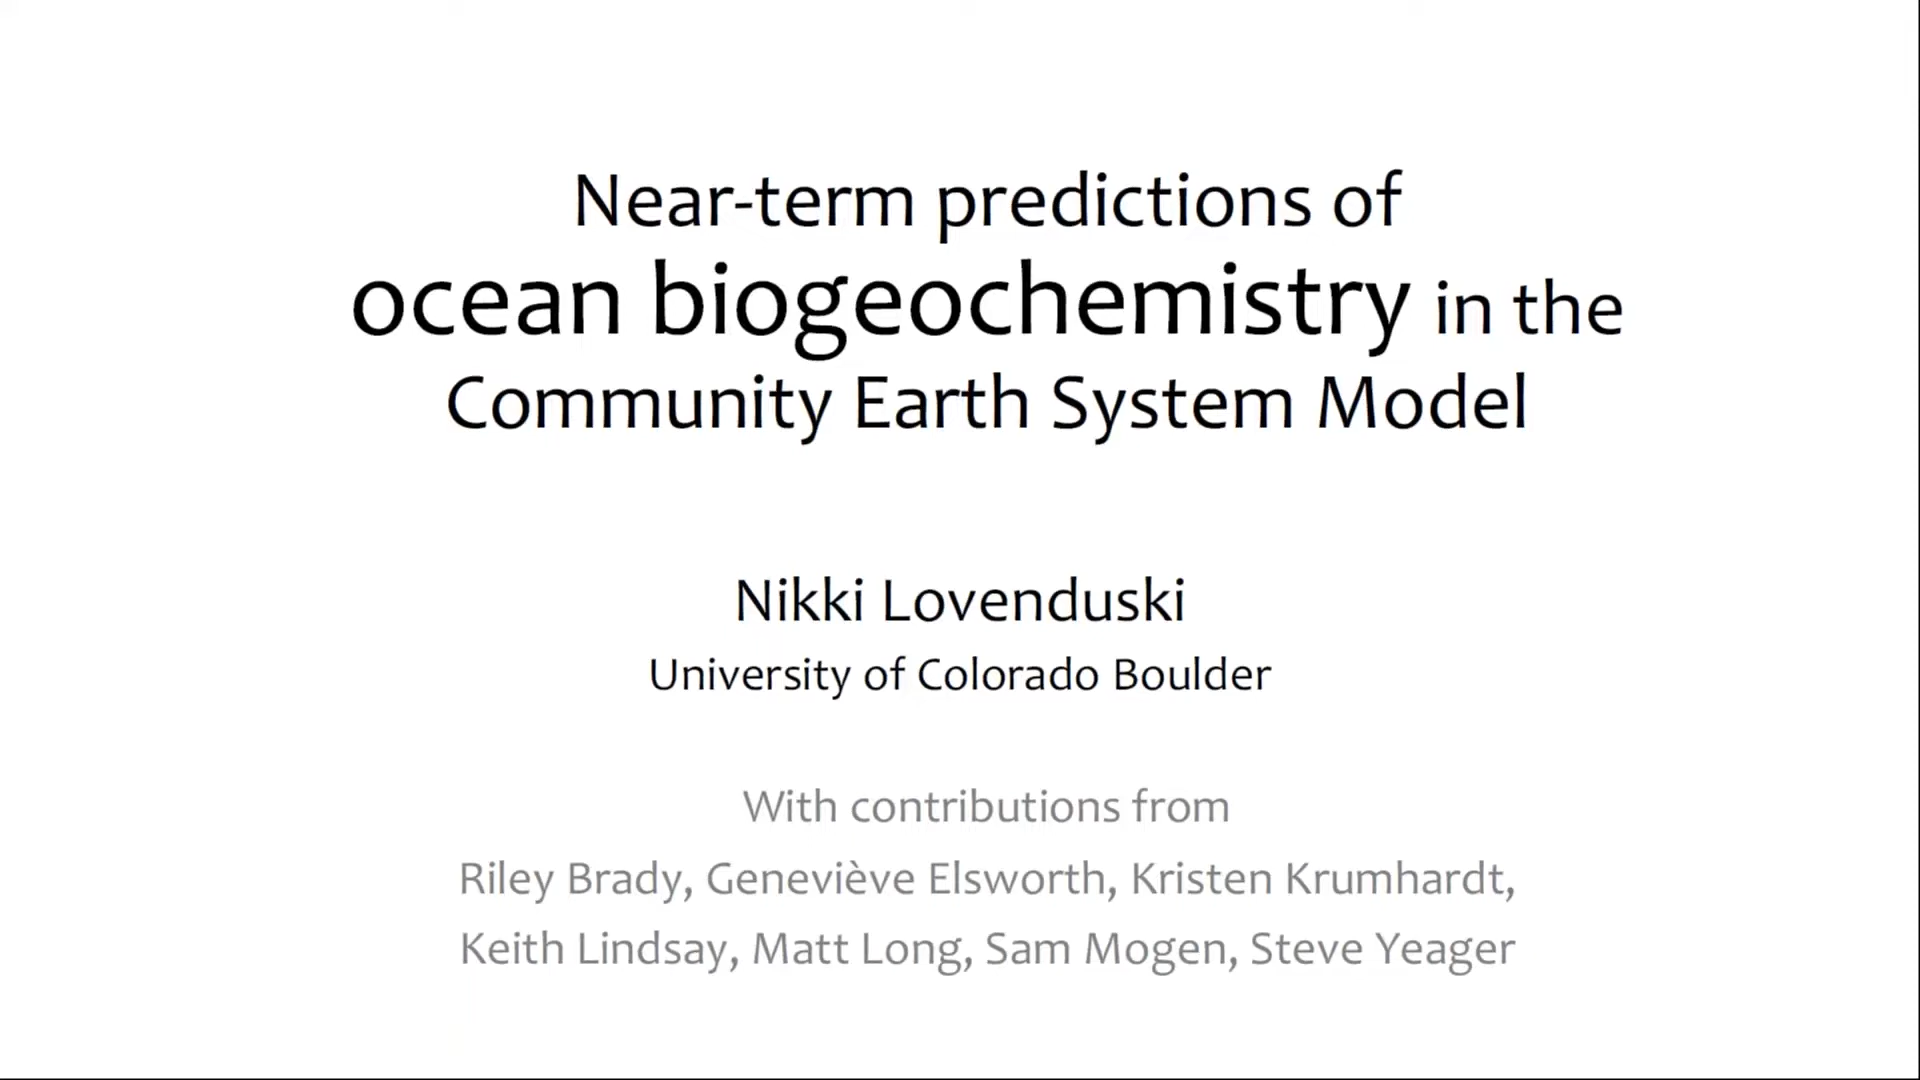 Near-term predictions of
ocean biogeochemistry in the
Community Earth System Model
Nikki Lovenduski
University of Colorado Boulder
With contributions from
Riley Brady, Geneviève Elsworth, Kristen Krumhardt,
Keith Lindsay, Matt Long, Sam Mogen, Steve Yeager